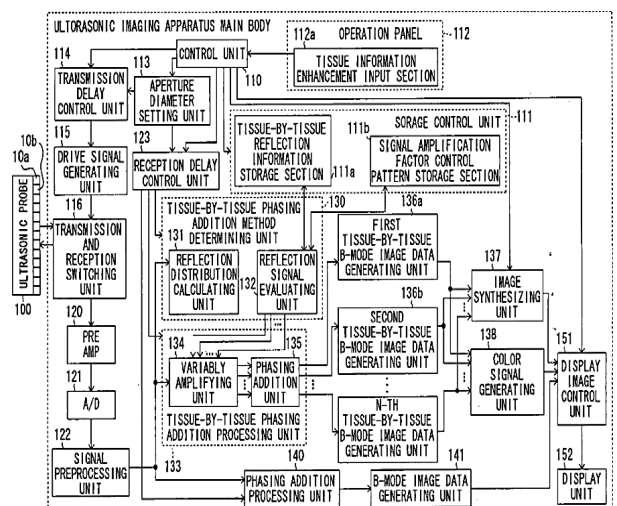 ULTRASONIC IMAGING APPARATUS MAIN BODY
OPERATION PANEL
112
112a
TISSUE INFORMATION
ENHANCEMENT INPUT SECTION
CONTROL UNIT
110
114
TRANSMISSION
DELAY CONTROL
UNIT
113
APERTURE
DIAMETER
SETTING UNIT
SORAGE CONTROL UNIT
111
TISSUE-BY-TISSUE
REFLECTION
INFORMATION
STORAGE SECTION
111a
111b
SIGNAL AMPLIFICATION
FACTOR CONTROL
PATTERN STORAGE SECTION
115
DRIVE SIGNAL
GENERATING
UNIT
123
RECEPTION DELAY
CONTROL UNIT
10b
10a
ULTRASONIC PROBE
100
116
TRANSMISSION
AND
RECEPTION
SWITCHING
UNIT
130
TISSUE-BY-TISSUE PHASING
ADDITION METHOD
DETERMINING UNIT
131
REFLECTION
DISTRIBUTION
CALCULATING
UNIT
132
REFLECTION
SIGNAL
EVALUATING
UNIT
136a
FIRST
TISSUE-BY-TISSUE
B-MODE IMAGE DATA
GENERATING UNIT
137
IMAGE
SYNTHESIZING
UNIT
136b
SECOND
TISSUE-BY-TISSUE
B-MODE IMAGE DATA
GENERATING UNIT
138
COLOR
SIGNAL
GENERATING
UNIT
151
DISPLAY
IMAGE
CONTROL
UNIT
120
PRE
AMP
121
A/D
134
VARIABLY
AMPLIFYING
UNIT
135
PHASING
ADDITION
UNIT
TISSUE-BY-TISSUE PHASING
ADDITION PROCESSING UNIT
133
N-TH
TISSUE-BY-TISSUE
B-MODE IMAGE DATA
GENERATING UNIT
122
SIGNAL
PREPROCESSING
UNIT
140
PHASING ADDITION
PROCESSING UNIT
141
B-MODE IMAGE DATA
GENERATING UNIT
152
DISPLAY UNIT